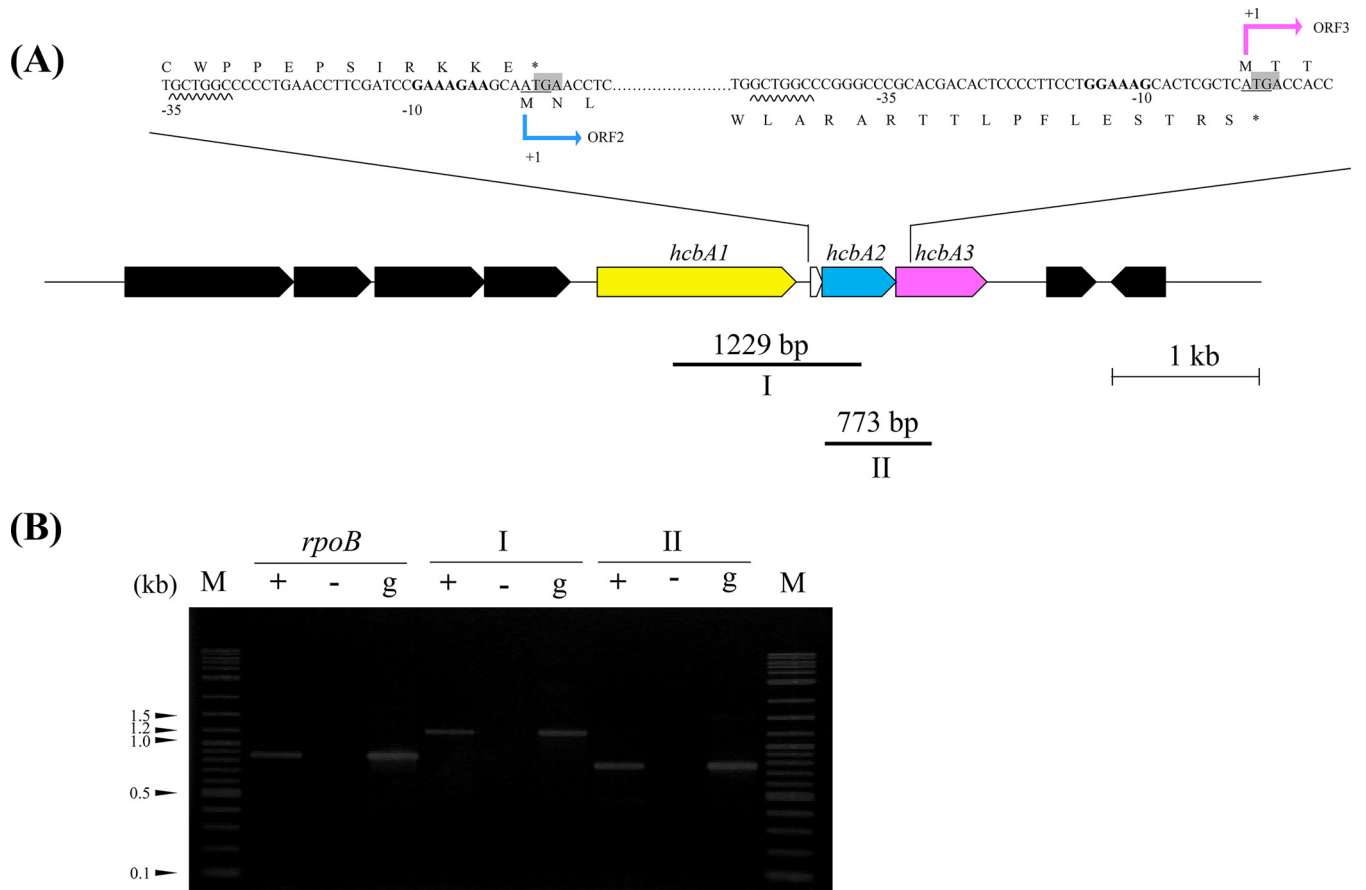 (A)
+1
ORF3
C W P P E P S I R K K E *
M T T
TGCTGGCCCCCTGAACCTTCGATCCGAAAGAAGCAATGAACCTC..............................TGGCTGGCCCGGGCCCGCACGACACTCCCCTTCCTGGAAAGCACTCGCTCATGACCACC
-35
-10
M N L
-35
-10
W L A R A R T T L P F L E S T R S *
ORF2
+1
hcbA1
hcbA2
hcbA3
1229 bp
I
1 kb
773 bp
II
(B)
rpoB I II
(kb) M + - g + - g + - g M
1.5
1.2
1.0
0.5
0.1